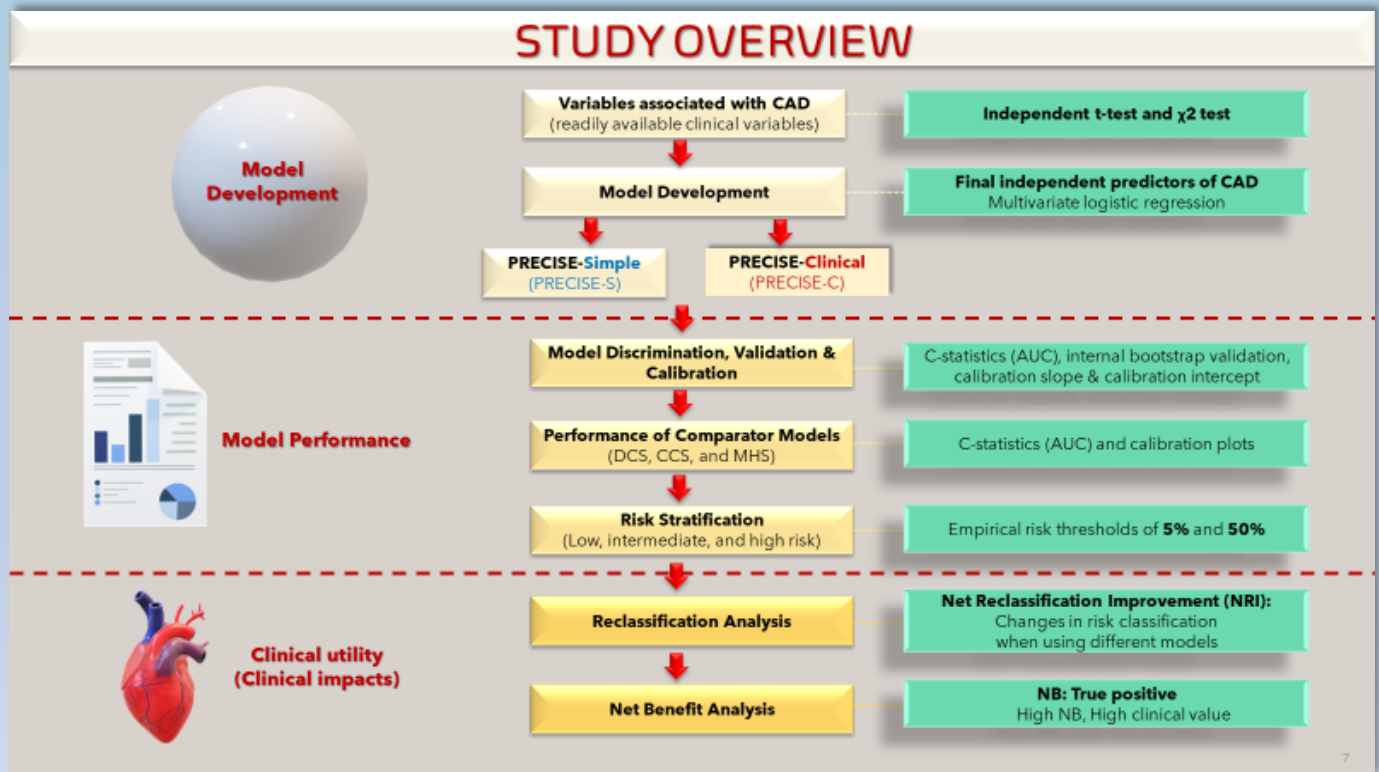 STUDY OVERVIEW
Model
Development
Variables associated with CAD
(readily available clinical variables)
Independent t-test and χ2 test
Model Development
Final independent predictors of CAD
Multivariate logistic regression
PRECISE-Simple
(PRECISE-S)
PRECISE-Clinical
(PRECISE-C)
Model Performance
Model Discrimination, Validation &
Calibration
C-statistics (AUC), internal bootstrap validation,
calibration slope & calibration intercept
Performance of Comparator Models
(DCS, CCS, and MHS)
C-statistics (AUC) and calibration plots
Risk Stratification
(Low, intermediate, and high risk)
Empirical risk thresholds of 5% and 50%
Clinical utility
(Clinical impacts)
Reclassification Analysis
Net Reclassification Improvement (NRI):
Changes in risk classification
when using different models
Net Benefit Analysis
NB: True positive
High NB, High clinical value
7